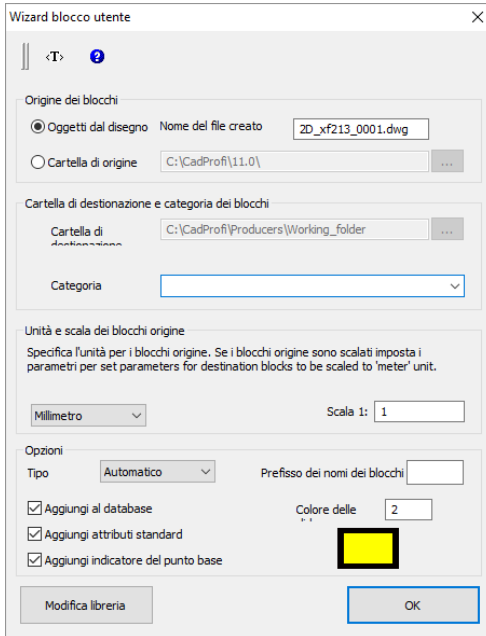 Wizard blocco utente
<T>
Origine dei blocchi
Oggetti dal disegno Nome del file creato 2D_xf213_0001.dwg
Cartella di origine C:\CadProfi\11.0\ ...
Cartella di destinazione e categoria dei blocchi
Cartella di C:\CadProfi\Producers\Working_folder ...
destinazione
Categoria
Unità e scala dei blocchi origine
Specifica l'unità per i blocchi origine. Se i blocchi origine sono scalati imposta i
parametri per set parameters for destination blocks to be scaled to 'meter' unit.
Millimetro Scala 1: 1
Opzioni
Tipo Automatico Prefisso dei nomi dei blocchi
Aggiungi al database Colore delle 2
Aggiungi attributi standard
Aggiungi indicatore del punto base
Modifica libreria OK